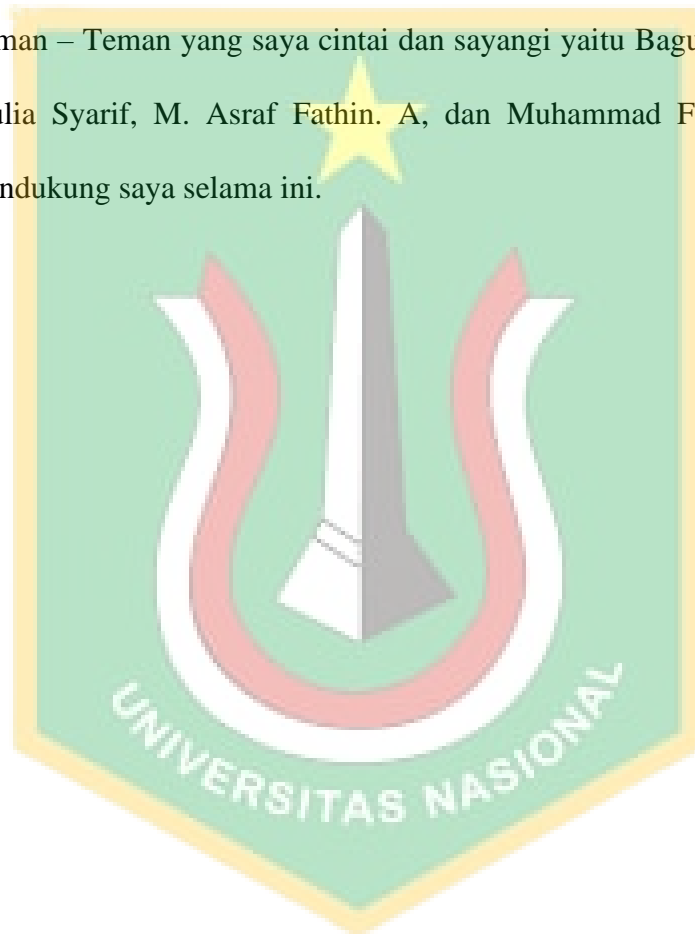 man – Teman yang saya cintai dan sayangi yaitu Bagu
ulia Syarif, M. Asraf Fathin. A, dan Muhammad F
ndukung saya selama ini.
UNIVERSITAS NASIONAL